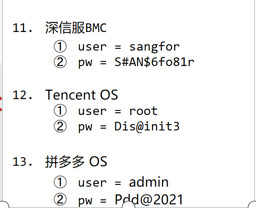 11. 深信服BMC
① user = sangfor
② pw = S#AN$6fo81r
12. Tencent OS
① user = root
② pw = Dis@init3
13. 拼多多 OS
① user = admin
② pw = Pdd@2021